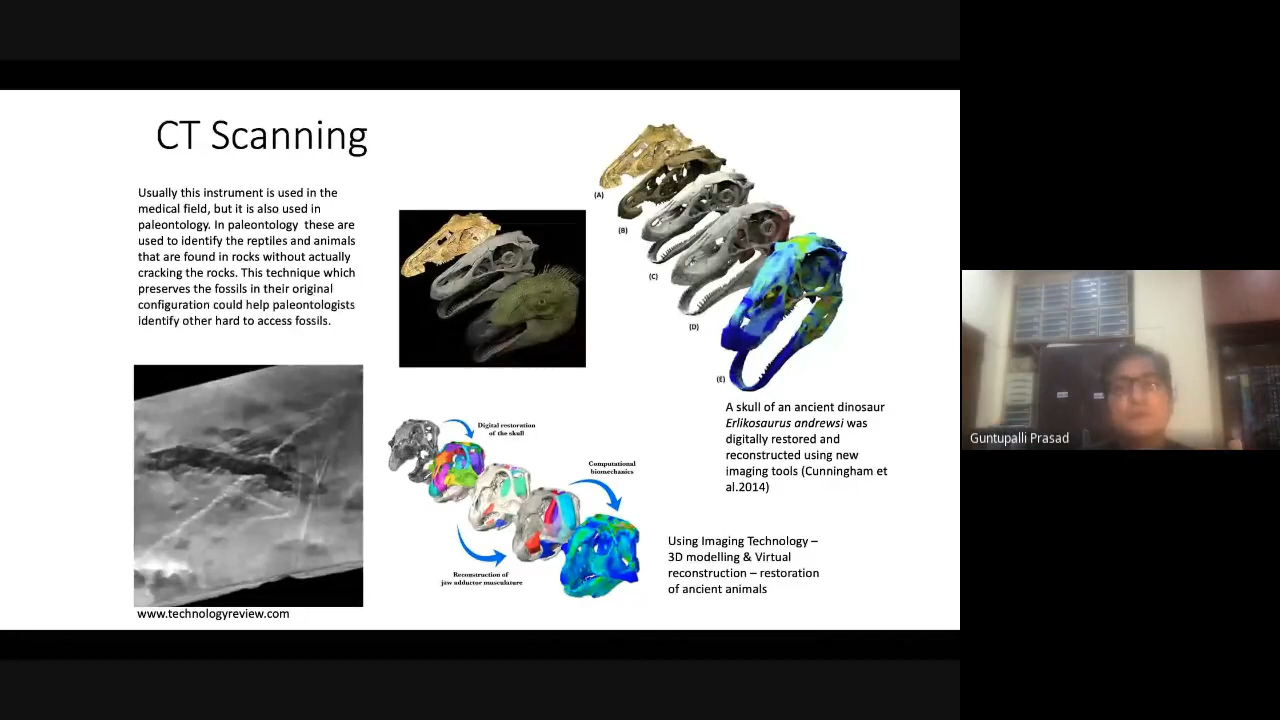 CT Scanning
Usually this instrument is used in the
medical field, but it is also used in
paleontology. In paleontology these are
used to identify the reptiles and animals
that are found in rocks without actually
cracking the rocks. This technique which
preserves the fossils in their original
configuration could help paleontologists
identify other hard to access fossils.
www.technologyreview.com
(A)
(B)
(C)
(D)
(E)
Digital restoration
of the skull
Computational
biomechanics
Reconstruction of
jaw adductor musculature
A skull of an ancient dinosaur
Erlikosaurus andrewsi was
digitally restored and
reconstructed using new
imaging tools (Cunningham et
al.2014)
Using Imaging Technology –
3D modelling & Virtual
reconstruction – restoration
of ancient animals
Guntupalli Prasad